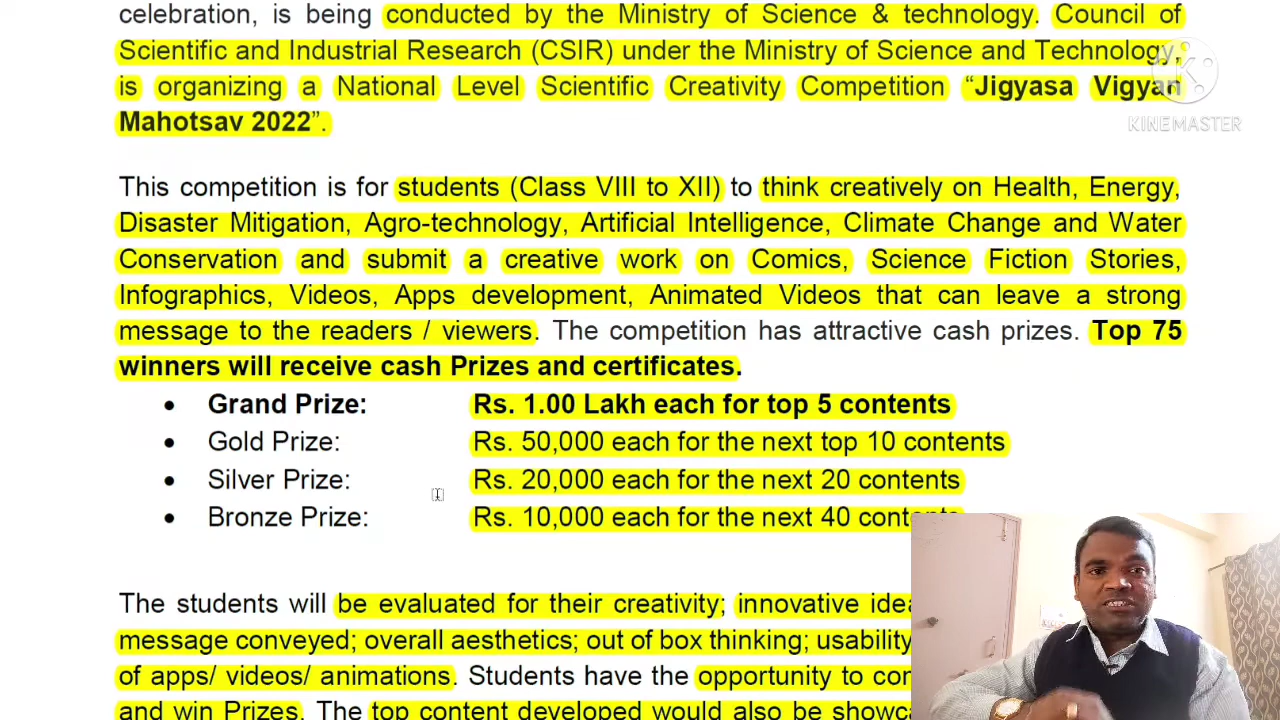 celebration, is being conducted by the Ministry of Science & technology. Council of
Scientific and Industrial Research (CSIR) under the Ministry of Science and Technology,
is organizing a National Level Scientific Creativity Competition “Jigyasa Vigyan
Mahotsav 2022”.
KINEMASTER
This competition is for students (Class VIII to XII) to think creatively on Health, Energy,
Disaster Mitigation, Agro-technology, Artificial Intelligence, Climate Change and Water
Conservation and submit a creative work on Comics, Science Fiction Stories,
Infographics, Videos, Apps development, Animated Videos that can leave a strong
message to the readers / viewers. The competition has attractive cash prizes. Top 75
winners will receive cash Prizes and certificates.
• Grand Prize: Rs. 1.00 Lakh each for top 5 contents
• Gold Prize: Rs. 50,000 each for the next top 10 contents
• Silver Prize: Rs. 20,000 each for the next 20 contents
• Bronze Prize: Rs. 10,000 each for the next 40 contents
The students will be evaluated for their creativity; innovative
message conveyed; overall aesthetics; out of box thinking; usability
of apps/ videos/ animations. Students have the opportunity to
and win Prizes. The top content developed would also be